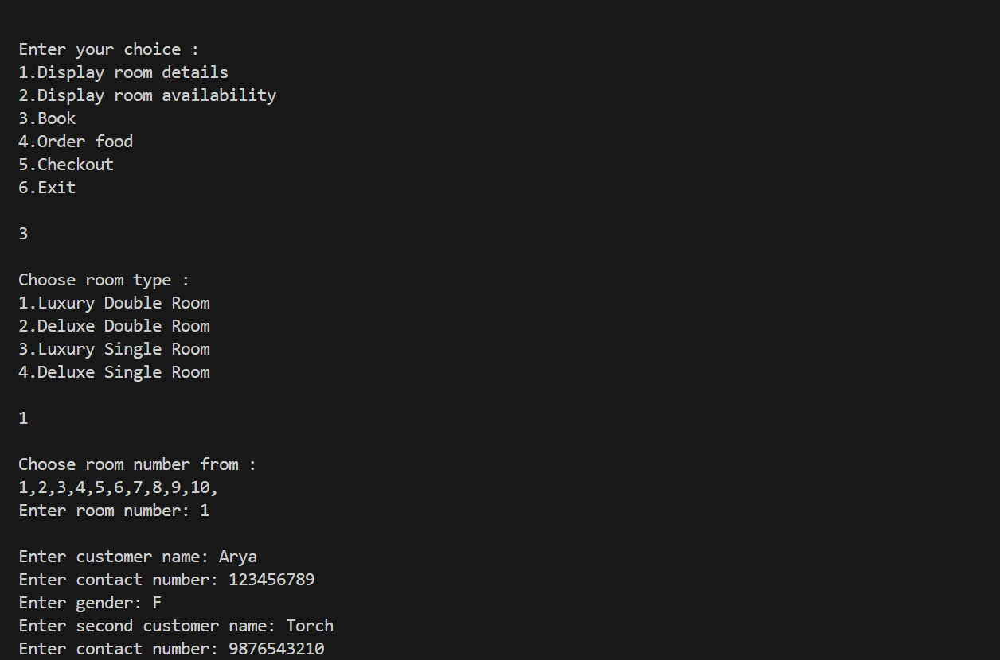 Enter your choice :
1.Display room details
2.Display room availability
3.Book
4.Order food
5.Checkout
6.Exit
3
Choose room type :
1.Luxury Double Room
2.Deluxe Double Room
3.Luxury Single Room
4.Deluxe Single Room
1
Choose room number from :
1,2,3,4,5,6,7,8,9,10,
Enter room number: 1
Enter customer name: Arya
Enter contact number: 123456789
Enter gender: F
Enter second customer name: Torch
Enter contact number: 9876543210